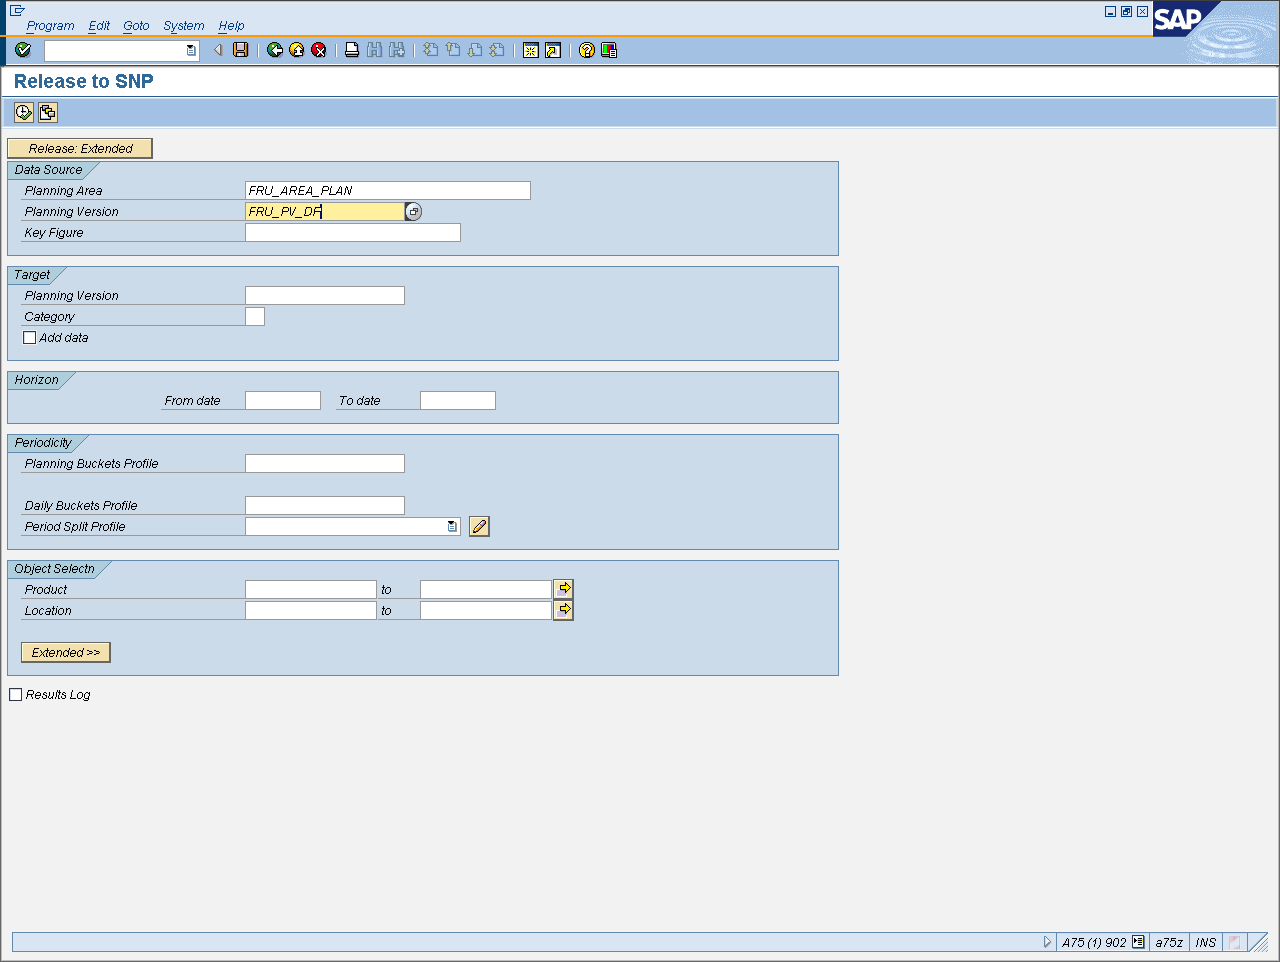 Program Edit Goto System Help
SAP
Release to SNP
Release: Extended
Data Source
Planning Area FRU_AREA_PLAN
Planning Version FRU_PV_DF
Key Figure
Target
Planning Version
Category
Add data
Horizon
From date To date
Periodicity
Planning Buckets Profile
Daily Buckets Profile
Period Split Profile
Object Selectn
Product to
Location to
Extended >>
Results Log
A75 (1) 902 a75z INS